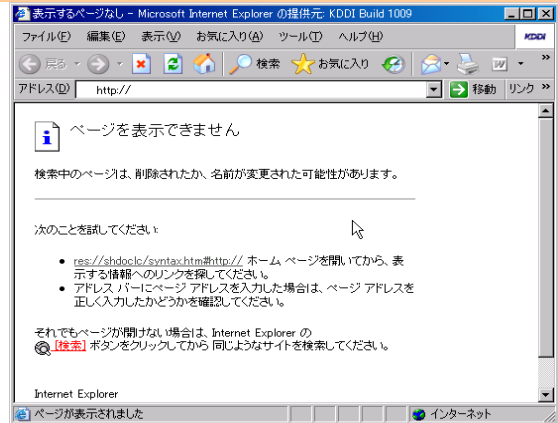 表示するページなし - Microsoft Internet Explorer の提供元: KDDI Build 1009
ファイル(F) 編集(E) 表示(V) お気に入り(A) ツール(T) ヘルプ(H) KDDI
戻る 検索 お気に入り »
アドレス(D) http:// 移動 リンク »
ページを表示できません
検索中のページは、削除されたか、名前が変更された可能性があります。
次のことを試してください:
• res://shdoclc/syntax.htm#http:// ホーム ページを開いてから、表
示する情報へのリンクを探してください。
• アドレス バーにページ アドレスを入力した場合は、ページ アドレスを
正しく入力したかどうかを確認してください。
それでもページが開けない場合は、Internet Explorer の
[検索] ボタンをクリックしてから 同じようなサイトを検索してください。
Internet Explorer
ページが表示されました インターネット